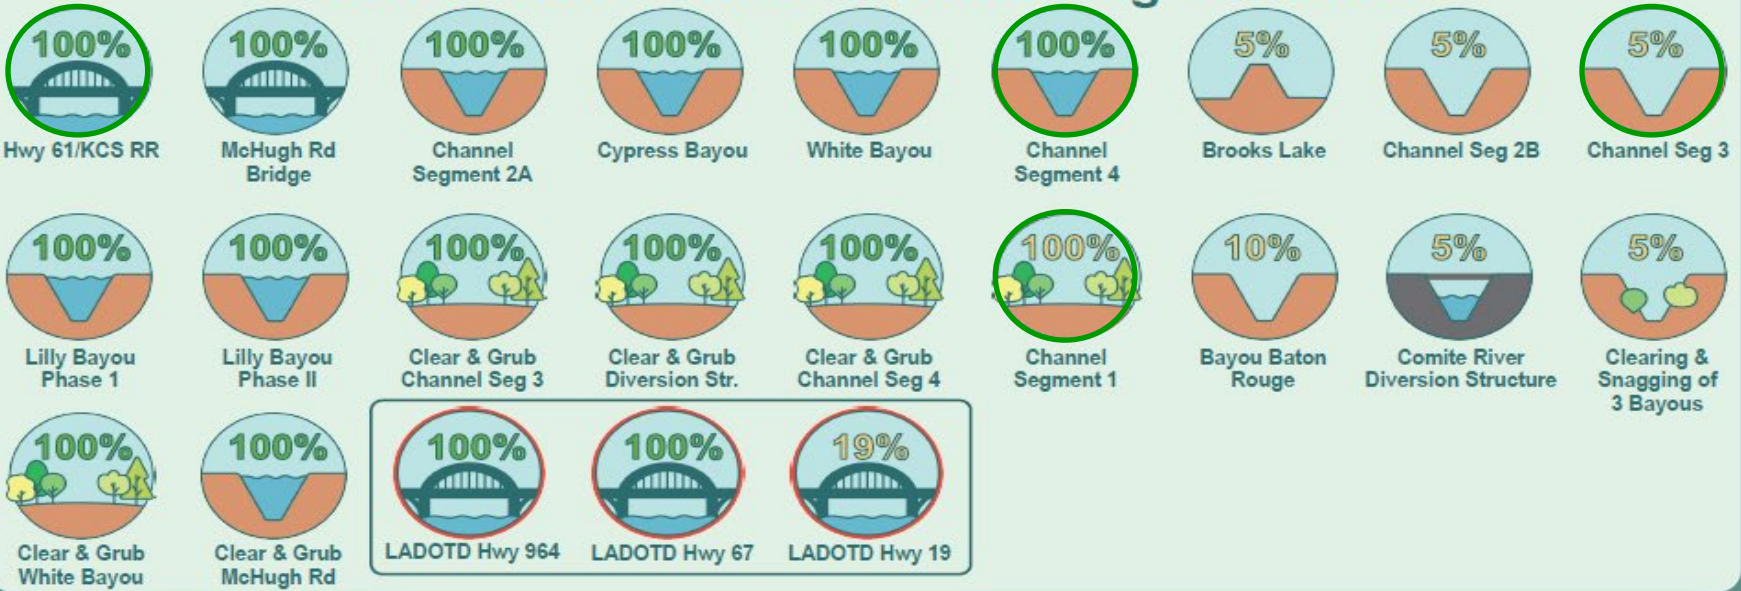 100% 100% 100% 100% 100% 100% 5% 5% 5%
Hwy 61/KCS RR
McHugh Rd
Bridge
Channel
Segment 2A
Cypress Bayou
White Bayou
Channel
Segment 4
Brooks Lake
Channel Seg 2B
Channel Seg 3
100% 100% 100% 100% 100% 100% 10% 5% 5%
Lilly Bayou
Phase 1
Lilly Bayou
Phase II
Clear & Grub
Channel Seg 3
Clear & Grub
Diversion Str.
Clear & Grub
Channel Seg 4
Channel
Segment 1
Bayou Baton
Rouge
Comite River
Diversion Structure
Clearing &
Snagging of
3 Bayous
100% 100% 100% 100% 19%
Clear & Grub
White Bayou
Clear & Grub
McHugh Rd
LADOTD Hwy 964
LADOTD Hwy 67
LADOTD Hwy 19